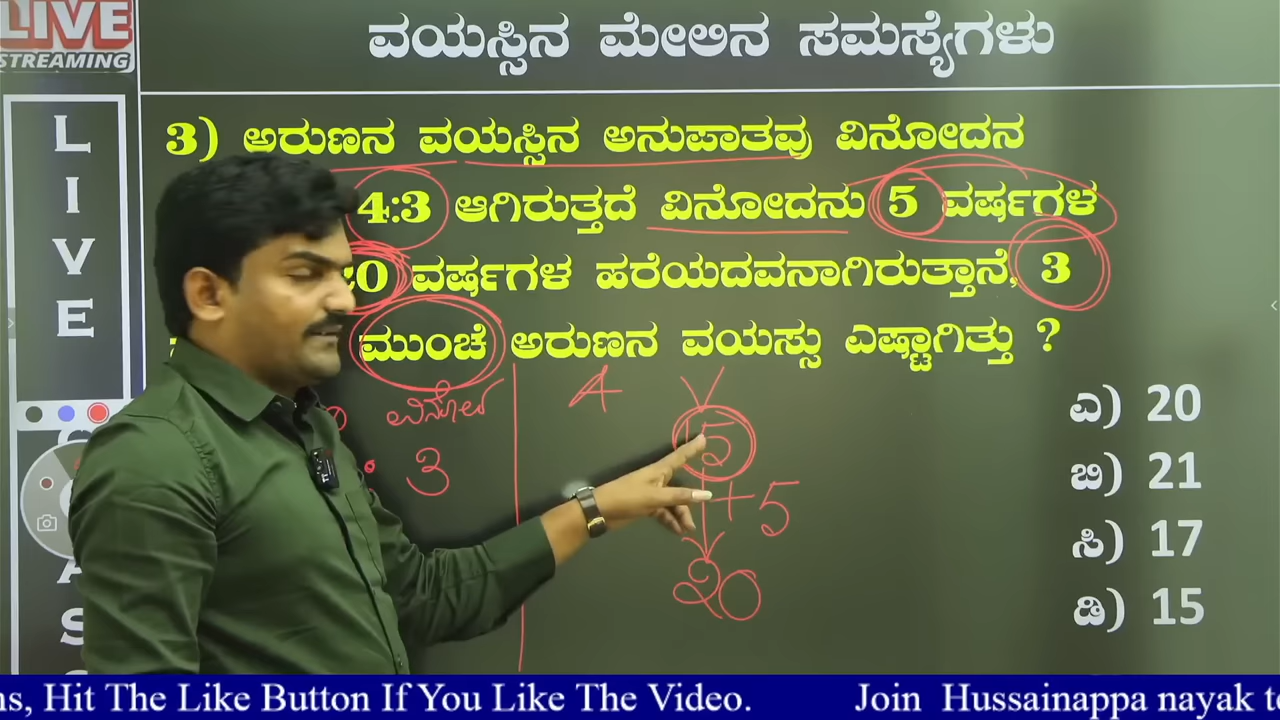 LIVE
STREAMING
ವಯಸ್ಸಿನ ಮೇಲಿನ ಸಮಸ್ಯೆಗಳು
L
I
V
E
3) ಅರುಣನ ವಯಸ್ಸಿನ ಅನುಪಾತವು ವಿನೋದನ
4:3 ಆಗಿರುತ್ತದೆ ವಿನೋದನು 5 ವರ್ಷಗಳ
20 ವರ್ಷಗಳ ಹರೆಯದವನಾಗಿರುತ್ತಾನೆ, 3
ಮುಂಚೆ ಅರುಣನ ವಯಸ್ಸು ಎಷ್ಟಾಗಿತ್ತು ?
ವಿನೋದ A V
: 3 15
+5
20
ಎ) 20
ಬಿ) 21
ಸಿ) 17
ಡಿ) 15
Hit The Like Button If You Like The Video. Join Hussainappa nayak